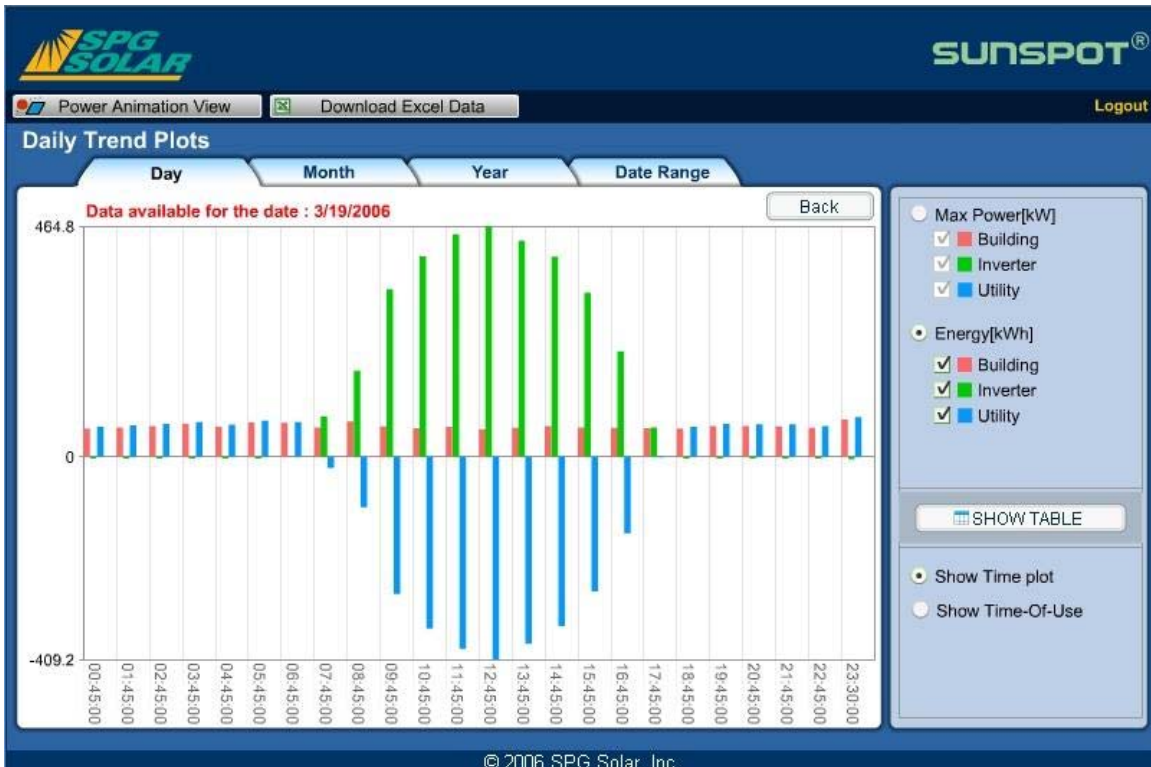 SPG
SOLAR
SUNSPOT®
Power Animation View
Download Excel Data
Logout
Daily Trend Plots
Day
Month
Year
Date Range
Data available for the date : 3/19/2006
Back
464.8
0
-409.2
00:45:00
01:45:00
02:45:00
03:45:00
04:45:00
05:45:00
06:45:00
07:45:00
08:45:00
09:45:00
10:45:00
11:45:00
12:45:00
13:45:00
14:45:00
15:45:00
16:45:00
17:45:00
18:45:00
19:45:00
20:45:00
21:45:00
22:45:00
23:30:00
Max Power[kW]
Building
Inverter
Utility
Energy[kWh]
Building
Inverter
Utility
SHOW TABLE
Show Time plot
Show Time-Of-Use
© 2006 SPG Solar, Inc.